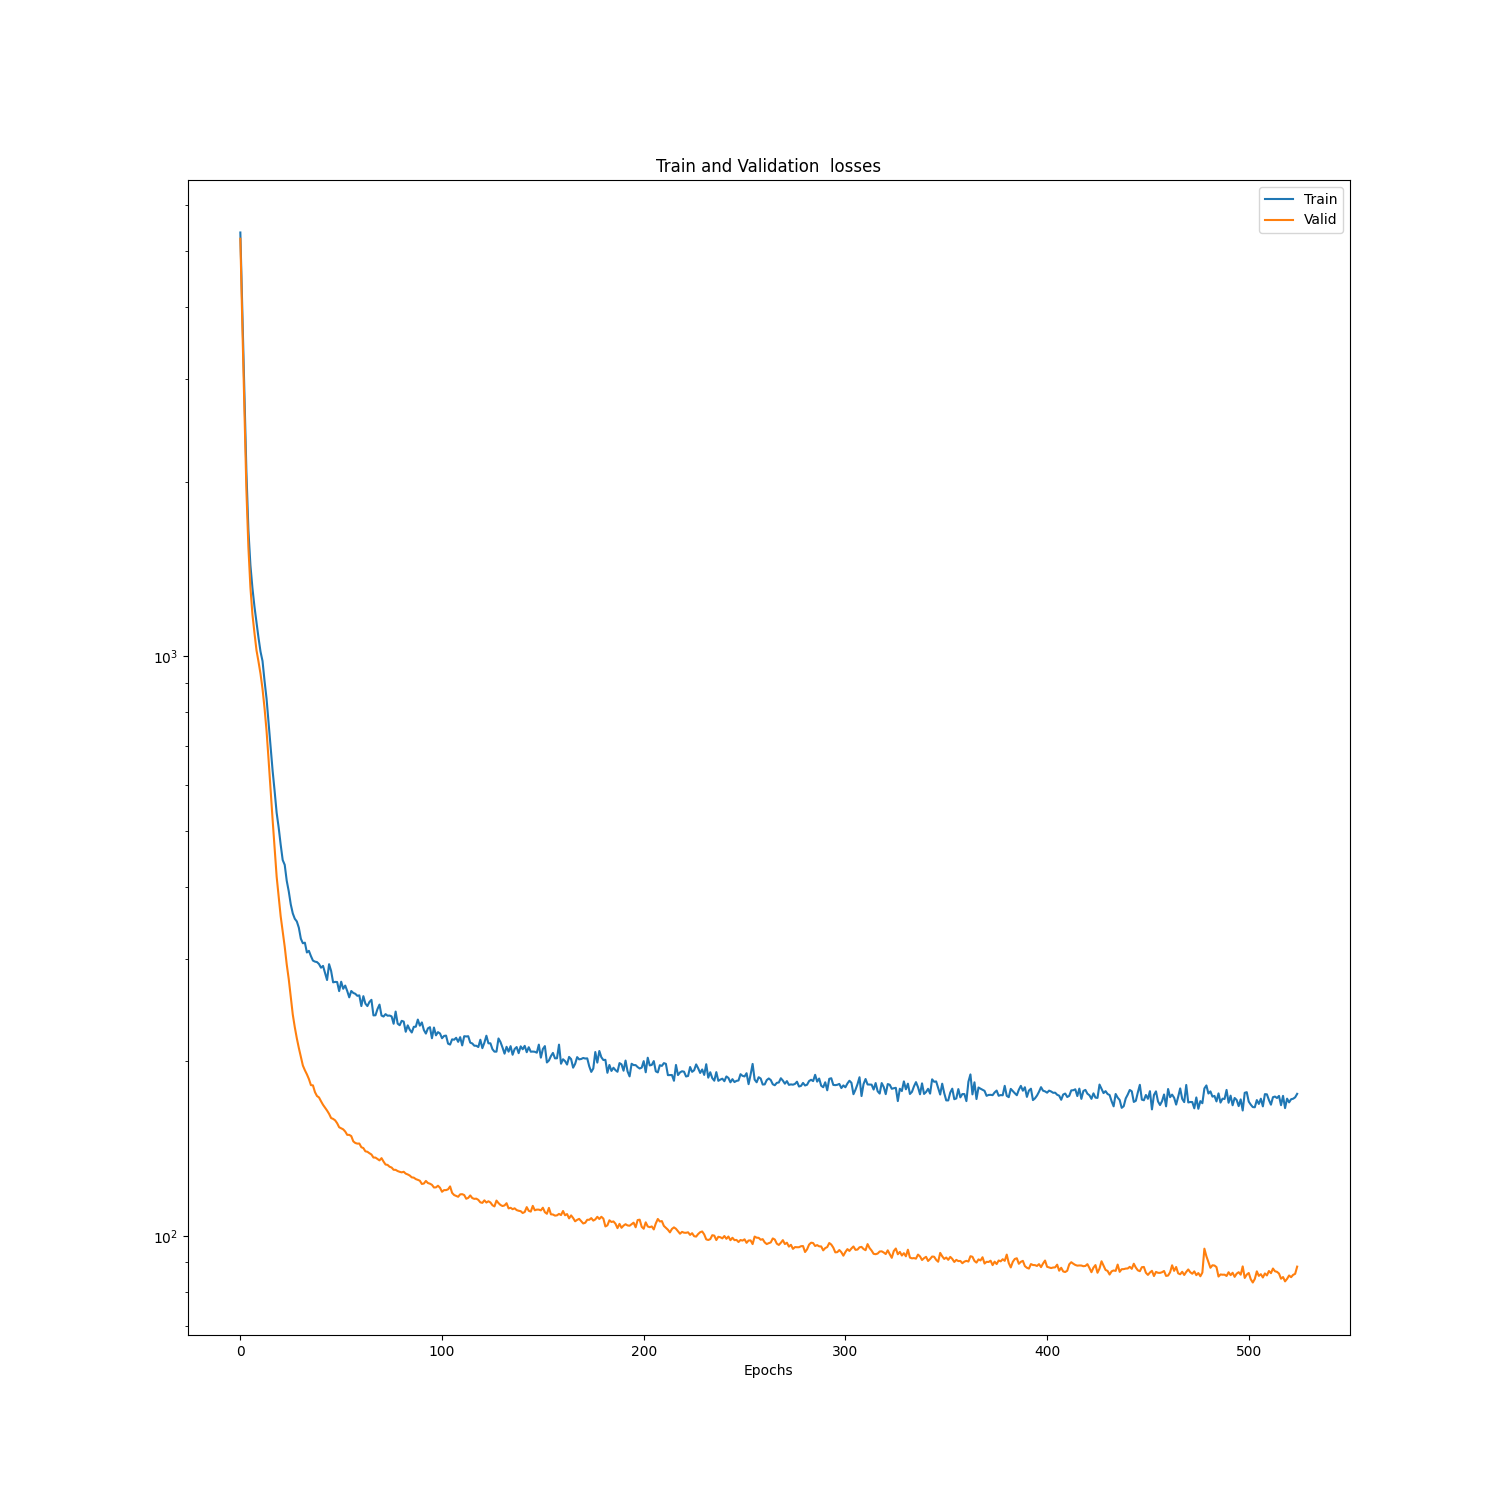 Train and Validation  losses
Train
Valid
10³
10²
0 100 200 300 400 500
Epochs